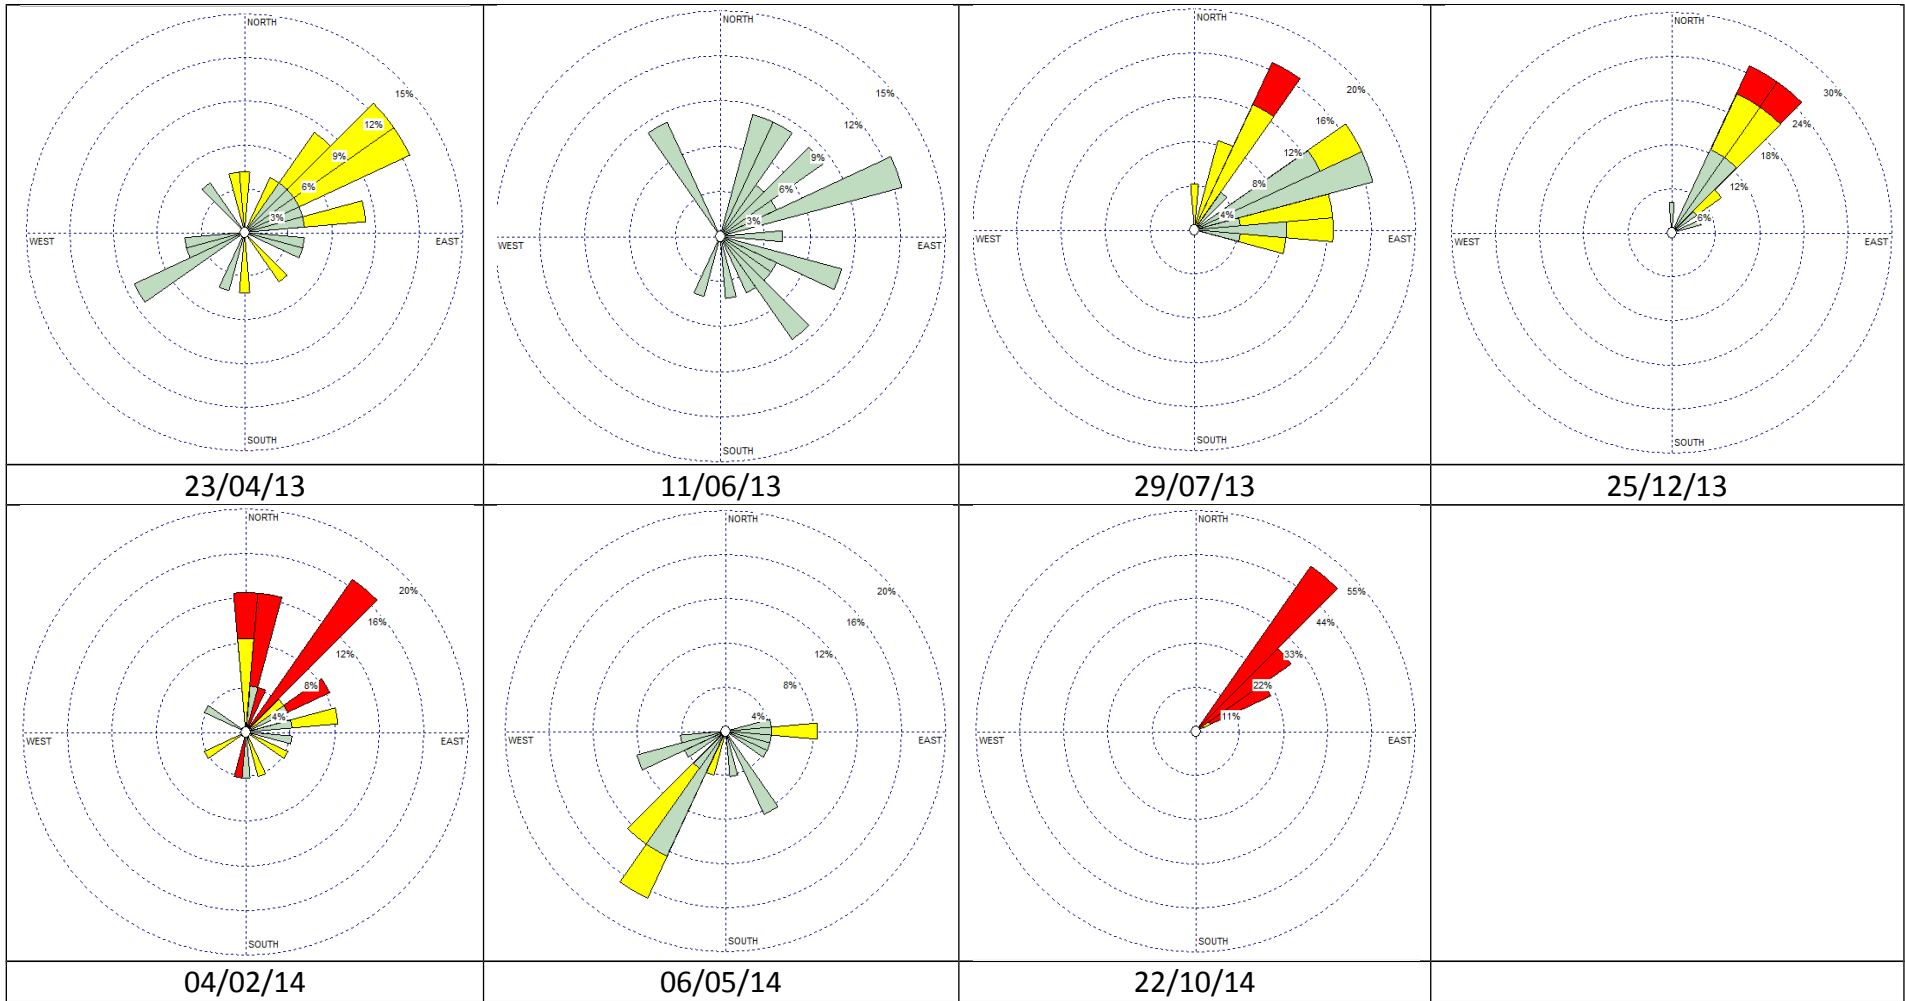 NORTH
15%
12%
9%
6%
3%
WEST
EAST
SOUTH
23/04/13
NORTH
15%
12%
9%
6%
3%
WEST
EAST
SOUTH
11/06/13
NORTH
20%
16%
12%
8%
4%
WEST
EAST
SOUTH
29/07/13
NORTH
30%
24%
18%
12%
6%
WEST
EAST
SOUTH
25/12/13
NORTH
20%
16%
12%
8%
4%
WEST
EAST
SOUTH
04/02/14
NORTH
20%
16%
12%
8%
4%
WEST
EAST
SOUTH
06/05/14
NORTH
55%
44%
33%
22%
11%
WEST
EAST
SOUTH
22/10/14